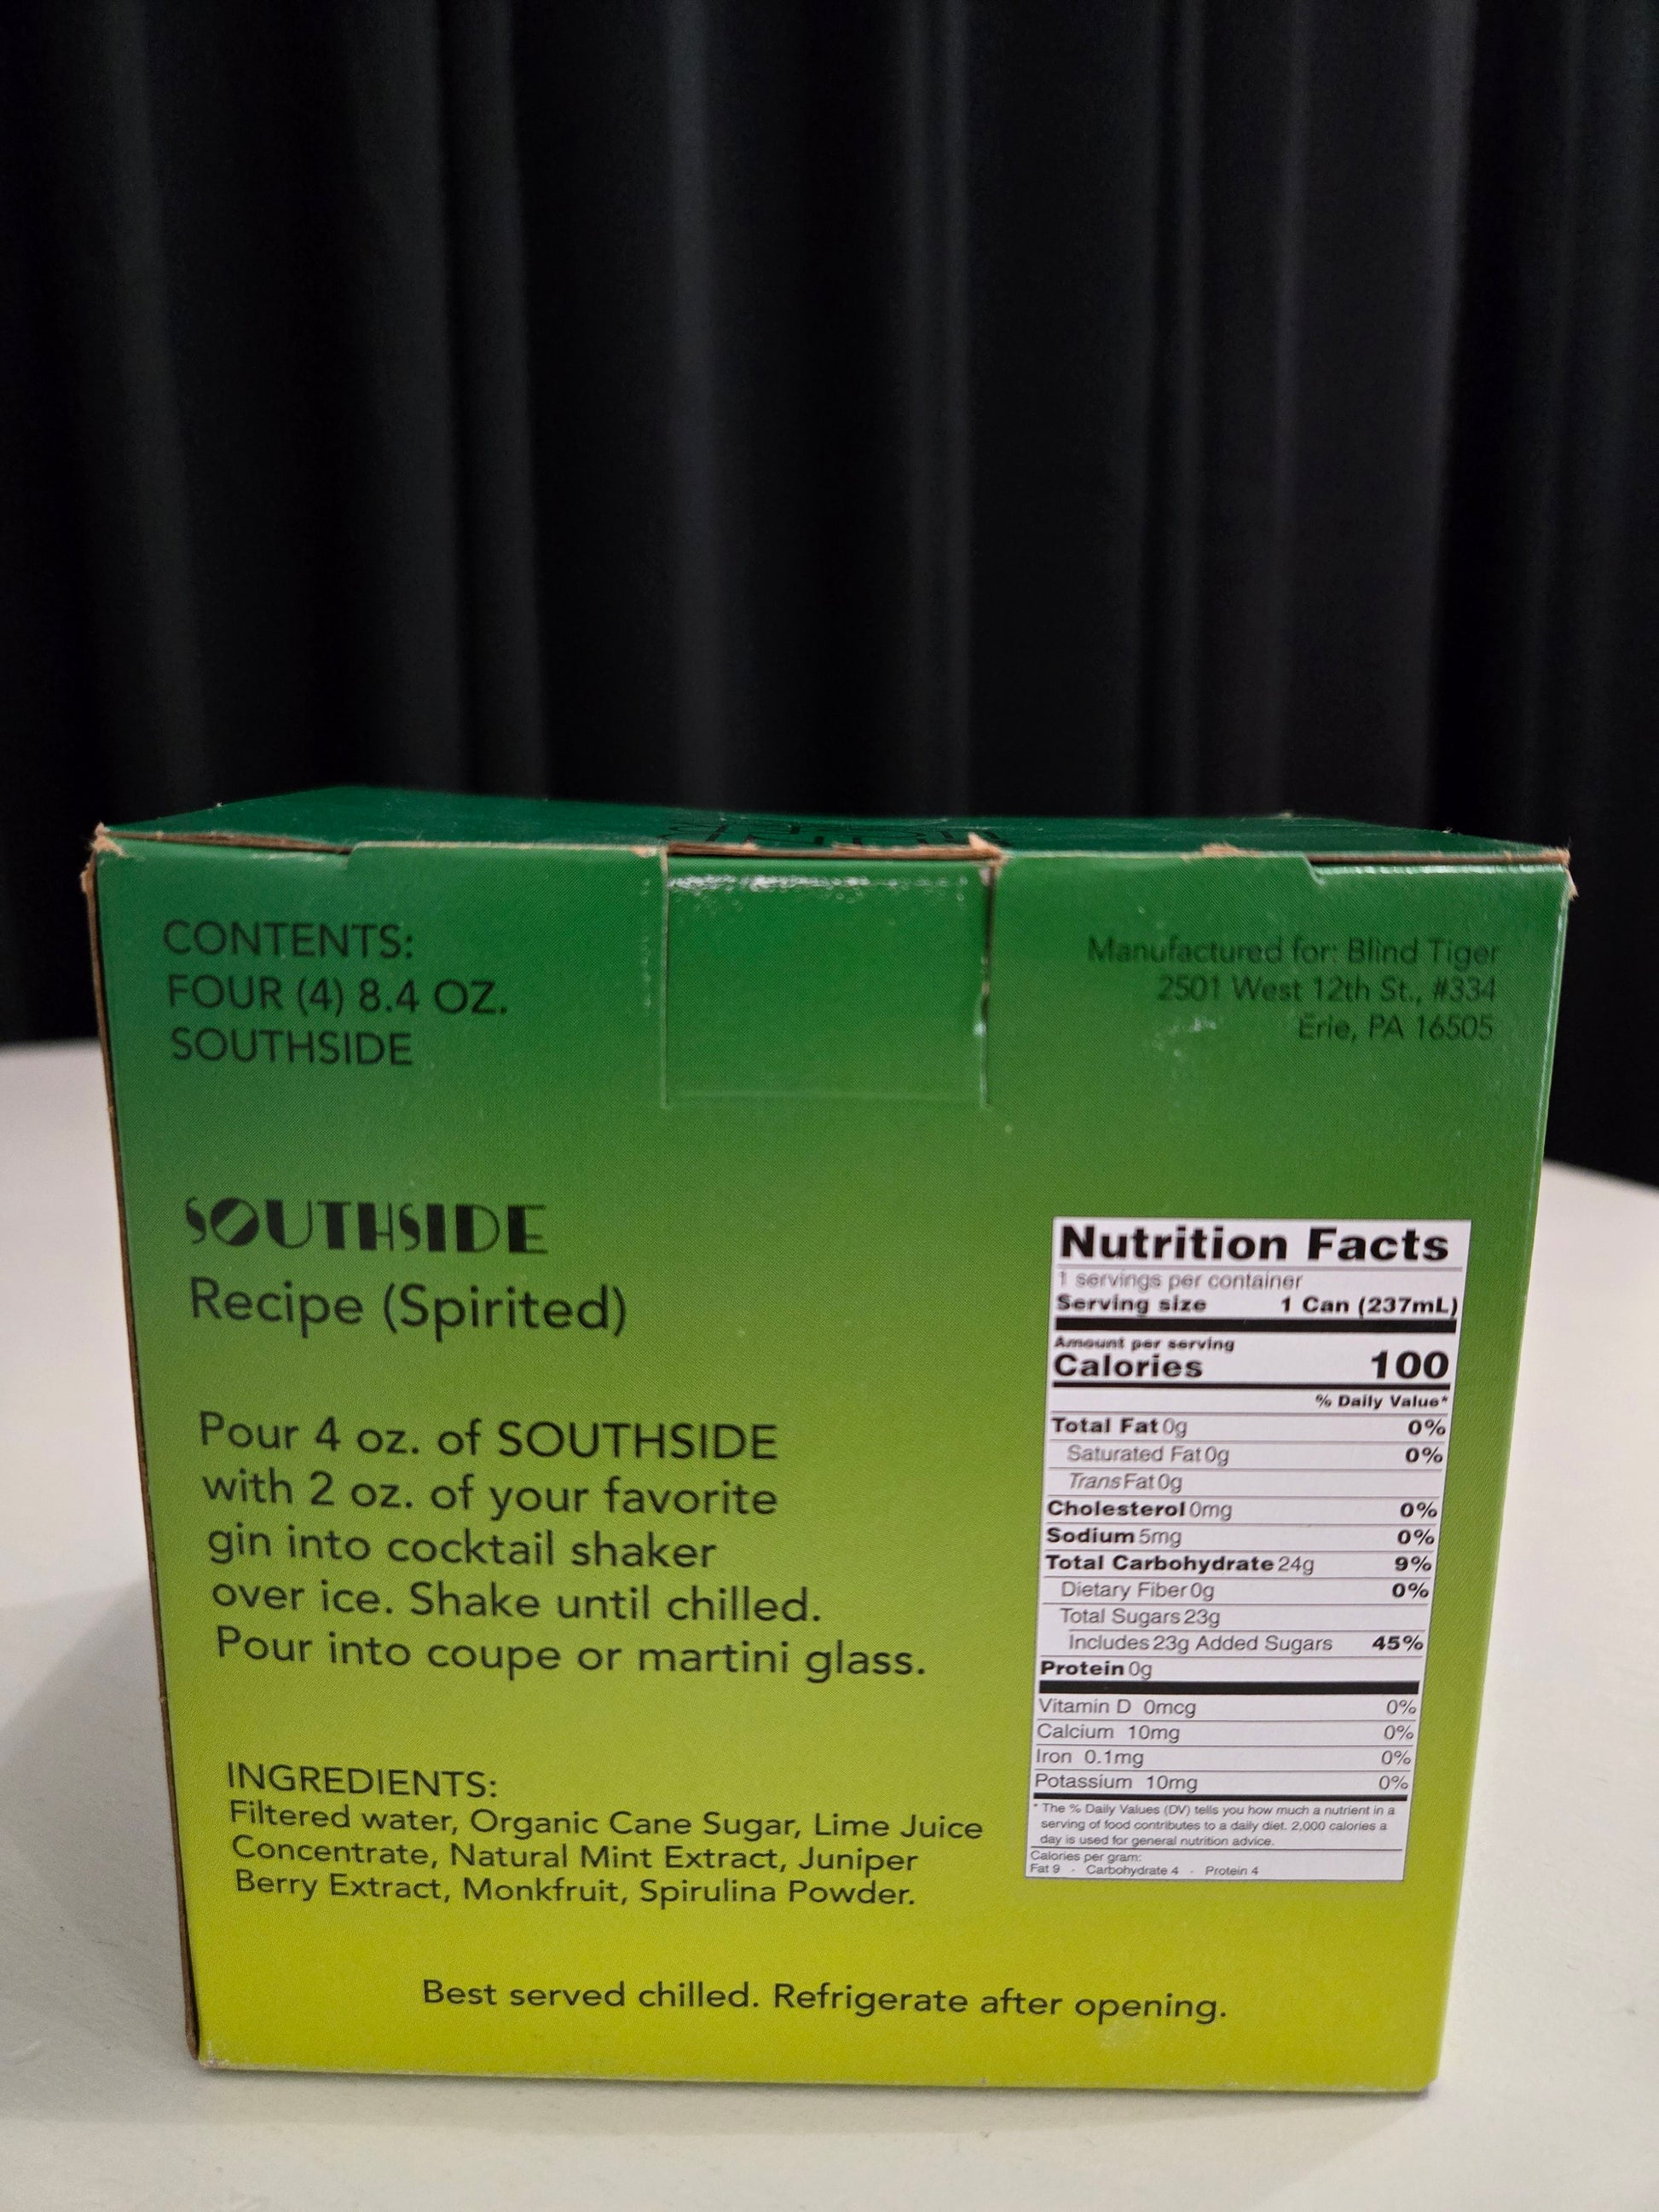 CONTENTS:
FOUR (4) 8.4 OZ.
SOUTHSIDE
Manufactured for: Blind Tiger
2501 West 12th St., #334
Erie, PA 16505
SOUTHSIDE
Recipe (Spirited)
Pour 4 oz. of SOUTHSIDE
with 2 oz. of your favorite
gin into cocktail shaker
over ice. Shake until chilled.
Pour into coupe or martini glass.
INGREDIENTS:
Filtered water, Organic Cane Sugar, Lime Juice
Concentrate, Natural Mint Extract, Juniper
Berry Extract, Monkfruit, Spirulina Powder.
Nutrition Facts
1 servings per container
Serving size 1 Can (237mL)
Amount per serving
Calories 100
% Daily Value*
Total Fat 0g 0%
Saturated Fat 0g 0%
Trans Fat 0g
Cholesterol 0mg 0%
Sodium 5mg 0%
Total Carbohydrate 24g 9%
Dietary Fiber 0g 0%
Total Sugars 23g
Includes 23g Added Sugars 45%
Protein 0g
Vitamin D 0mcg 0%
Calcium 10mg 0%
Iron 0.1mg 0%
Potassium 10mg 0%
* The % Daily Values (DV) tells you how much a nutrient in a
serving of food contributes to a daily diet. 2,000 calories a
day is used for general nutrition advice.
Calories per gram:
Fat 9 - Carbohydrate 4 - Protein 4
Best served chilled. Refrigerate after opening.